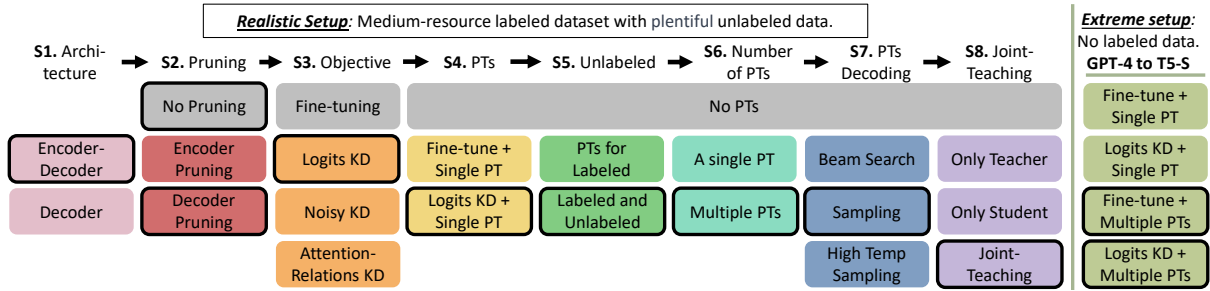 Realistic Setup: Medium-resource labeled dataset with plentiful unlabeled data.
Extreme setup:
No labeled data.
GPT-4 to T5-S
S1. Archi-
tecture
S2. Pruning
S3. Objective
S4. PTs
S5. Unlabeled
S6. Number
of PTs
S7. PTs
Decoding
S8. Joint-
Teaching
No Pruning
Fine-tuning
No PTs
Fine-tune +
Single PT
Encoder-
Decoder
Encoder
Pruning
Logits KD
Fine-tune +
Single PT
PTs for
Labeled
A single PT
Beam Search
Only Teacher
Logits KD +
Single PT
Decoder
Decoder
Pruning
Noisy KD
Logits KD +
Single PT
Labeled and
Unlabeled
Multiple PTs
Sampling
Only Student
Fine-tune +
Multiple PTs
Attention-
Relations KD
High Temp
Sampling
Joint-
Teaching
Logits KD +
Multiple PTs